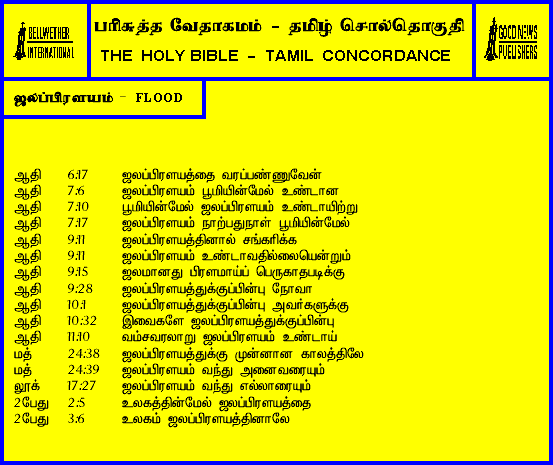 BELLWETHER
INTERNATIONAL
பரிசுத்த வேதாகமம் - தமிழ் சொல்தொகுதி
THE HOLY BIBLE - TAMIL CONCORDANCE
GOOD NEWS
PUBLISHERS
ஜலப்பிரளயம் - FLOOD
ஆதி 6:17 ஜலப்பிரளயத்தை வரப்பண்ணுவேன்
ஆதி 7:6 ஜலப்பிரளயம் பூமியின்மேல் உண்டான
ஆதி 7:10 பூமியின்மேல் ஜலப்பிரளயம் உண்டாயிற்று
ஆதி 7:17 ஜலப்பிரளயம் நாற்பதுநாள் பூமியின்மேல்
ஆதி 9:11 ஜலப்பிரளயத்தினால் சங்கரிக்க
ஆதி 9:11 ஜலப்பிரளயம் உண்டாவதில்லையென்றும்
ஆதி 9:15 ஜலமானது பிரளமாய்ப் பெருகாதபடிக்கு
ஆதி 9:28 ஜலப்பிரளயத்துக்குப்பின்பு நோவா
ஆதி 10:1 ஜலப்பிரளயத்துக்குப்பின்பு அவர்களுக்கு
ஆதி 10:32 இவைகளே ஜலப்பிரளயத்துக்குப்பின்பு
ஆதி 11:10 வம்சவரலாறு ஜலப்பிரளயம் உண்டாய்
மத் 24:38 ஜலப்பிரளயத்துக்கு முன்னான காலத்திலே
மத் 24:39 ஜலப்பிரளயம் வந்து அனைவரையும்
லூக் 17:27 ஜலப்பிரளயம் வந்து எல்லாரையும்
2பேது 2:5 உலகத்தின்மேல் ஜலப்பிரளயத்தை
2பேது 3:6 உலகம் ஜலப்பிரளயத்தினாலே